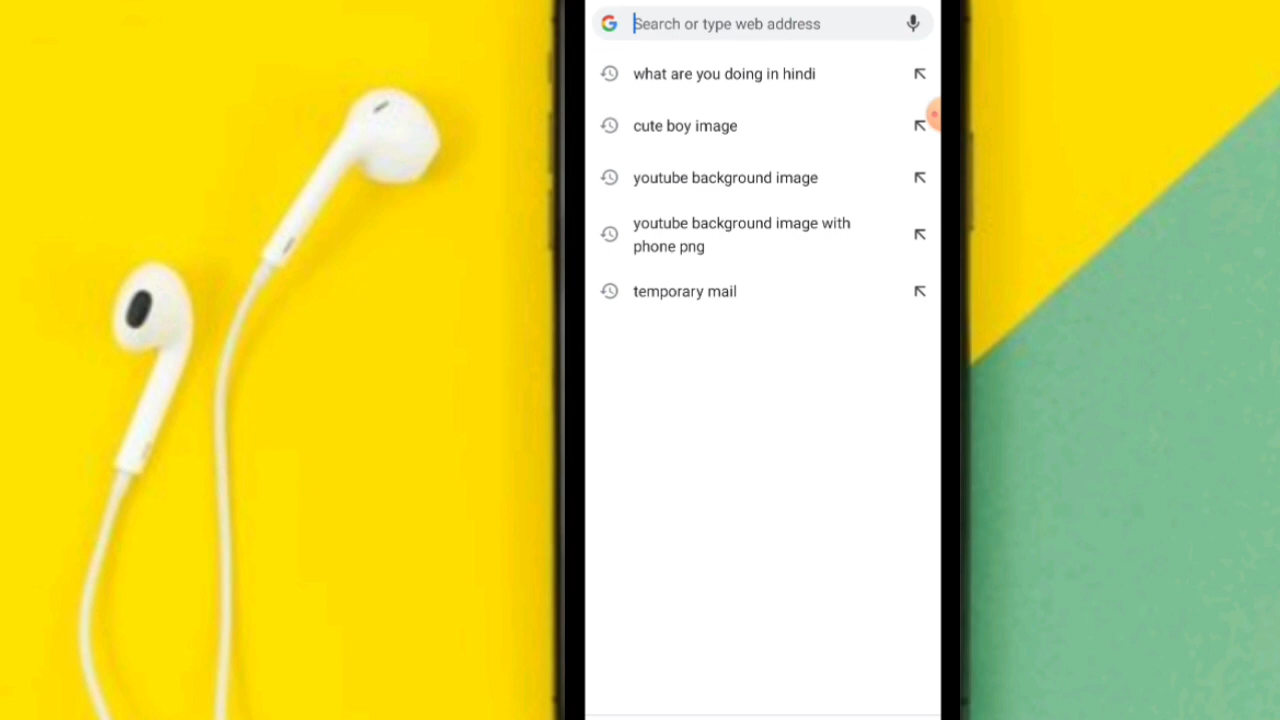 Search or type web address
what are you doing in hindi
cute boy image
youtube background image
youtube background image with
phone png
temporary mail